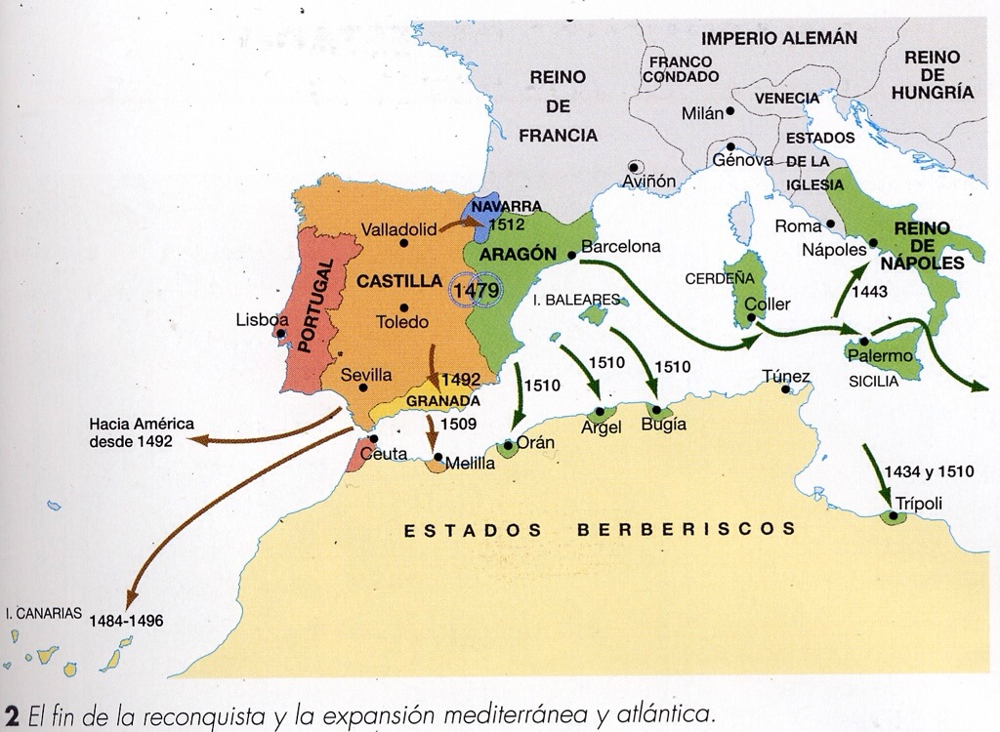 IMPERIO ALEMÁN
FRANCO
CONDADO
REINO
DE
HUNGRÍA
REINO
DE
FRANCIA
VENECIA
Milán
ESTADOS
DE LA
IGLESIA
Génova
Aviñón
NAVARRA
1512
Valladolid
Roma
Nápoles
REINO
DE
NÁPOLES
ARAGÓN
Barcelona
CASTILLA
1479
PORTUGAL
CERDEÑA
Coller
1443
I. BALEARES
Lisboa
Toledo
Palermo
SICILIA
Sevilla
1492
GRANADA
1510
1510
1510
Túnez
Hacia América
desde 1492
1509
Ceuta
Melilla
Orán
Argel
Bugía
1434 y 1510
Trípoli
ESTADOS BERBERISCOS
I. CANARIAS
1484-1496
2 El fin de la reconquista y la expansión mediterránea y atlántica.